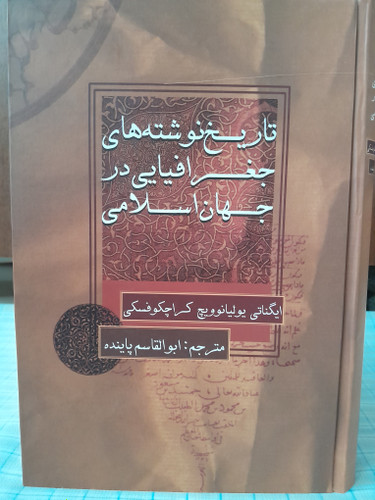 تاریخ نوشته‌های
جغرافیایی در
جهان اسلامی
ایگناتی یولیانوویچ کراچکوفسکی
مترجم: ابوالقاسم پاینده